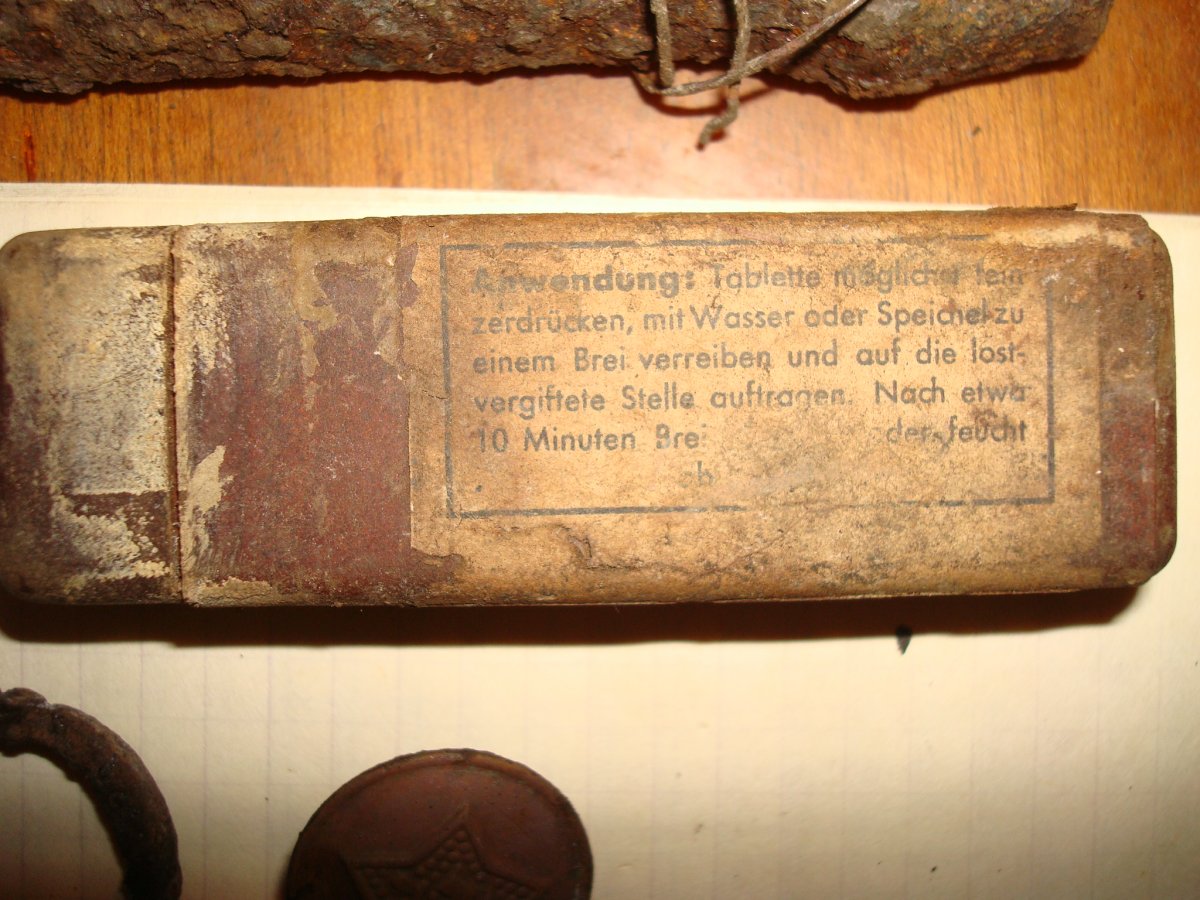 Anwendung: Tablette möglichst fein
zerdrücken, mit Wasser oder Speichel zu
einem Brei verreiben und auf die lost-
vergiftete Stelle auftragen. Nach etwa
10 Minuten Brei feucht